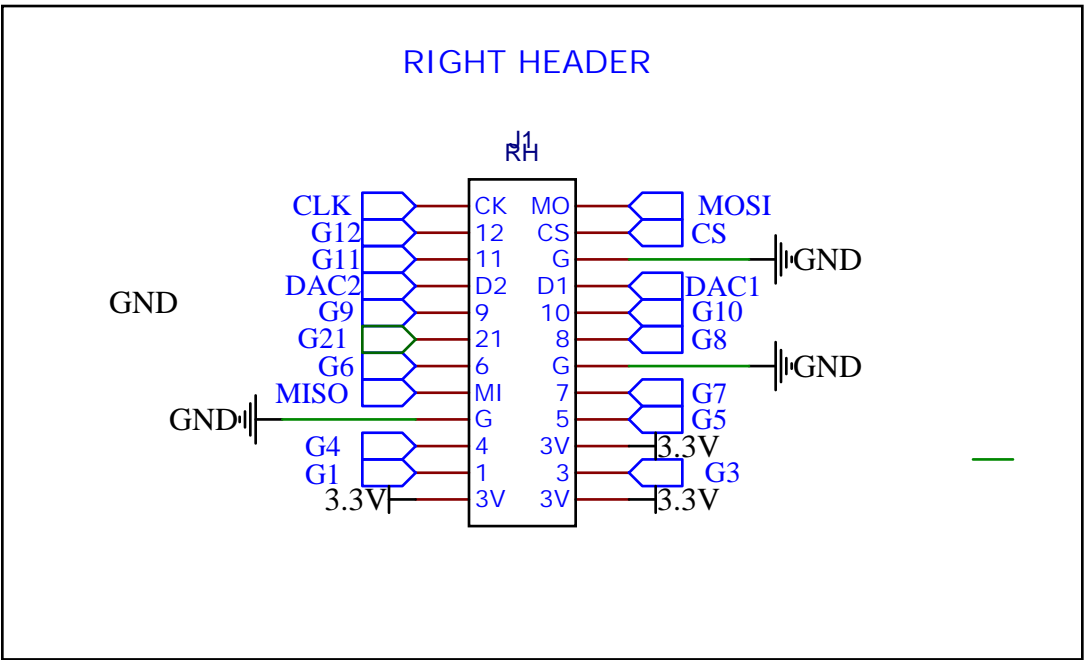 RIGHT HEADER
J1
RH
CLK CK MO MOSI
G12 12 CS CS
G11 11 G GND
DAC2 D2 D1 DAC1
GND
G9 9 10 G10
G21 21 8 G8
G6 6 G GND
MISO MI 7 G7
GND G 5 G5
G4 4 3V 3.3V
G1 1 3 G3
3.3V 3V 3V 3.3V